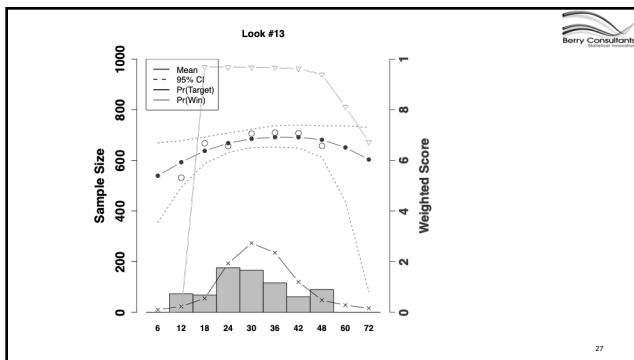 Look #13
Berry Consultants
Statistical Innovation
Mean
95% CI
Pr(Target)
Pr(Win)
Sample Size
1000
800
600
400
200
0
Weighted Score
1
8
6
4
2
0
6 12 18 24 30 36 42 48 60 72
27